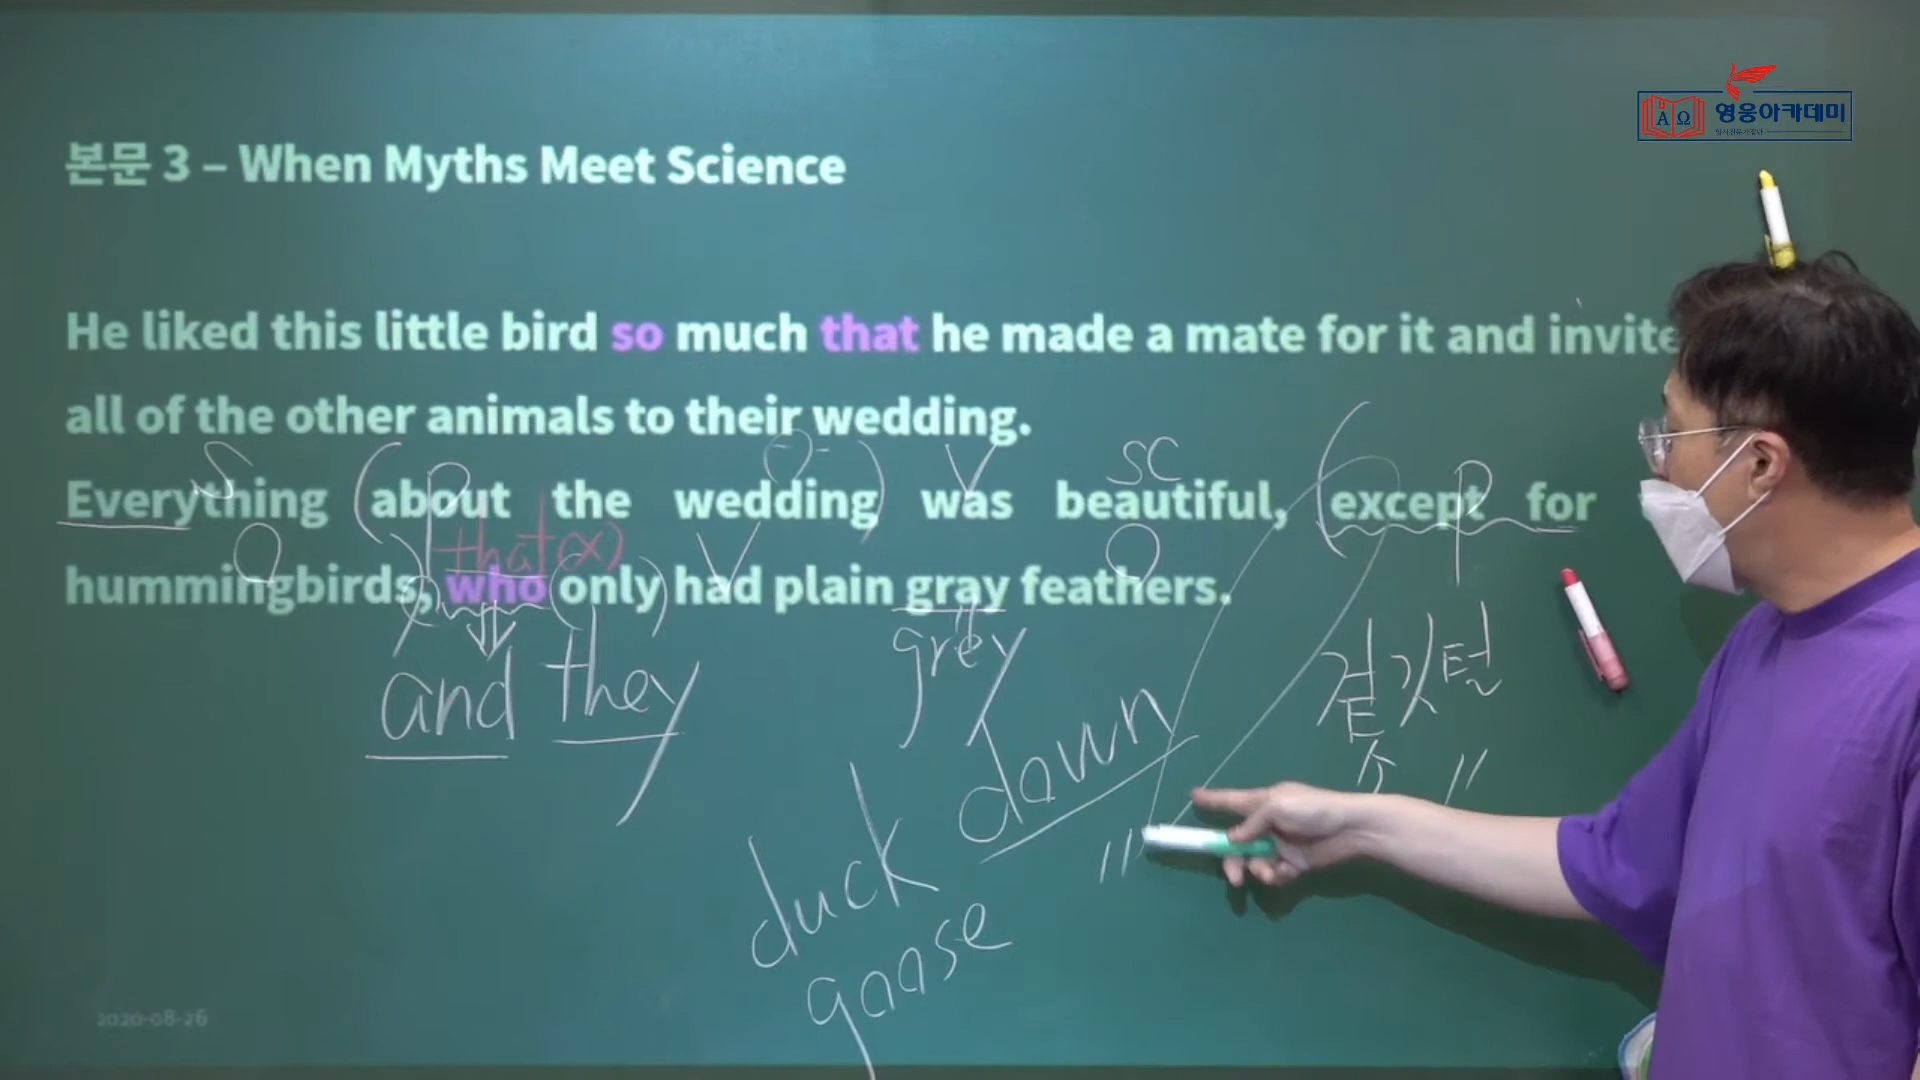 영웅아카데미
본문 3 – When Myths Meet Science
He liked this little bird so much that he made a mate for it and invite
all of the other animals to their wedding.
S P O V SC P
Everything (about the wedding) was beautiful, (except for
O that(x) V O
hummingbirds, who (only) had plain gray feathers.
and they
grey
겉깃털
duck down
속 "
goose "
2020-08-26